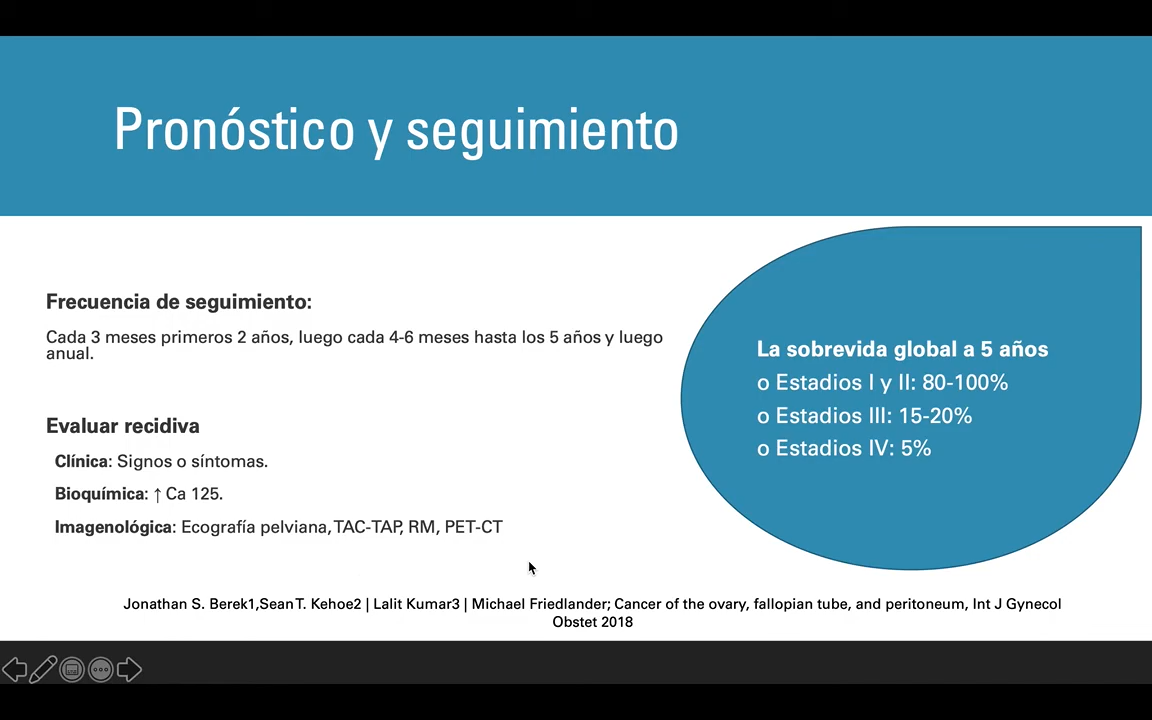 Pronóstico y seguimiento
Frecuencia de seguimiento:
Cada 3 meses primeros 2 años, luego cada 4-6 meses hasta los 5 años y luego
anual.
Evaluar recidiva
Clínica: Signos o síntomas.
Bioquímica: ↑ Ca 125.
Imagenológica: Ecografía pelviana, TAC-TAP, RM, PET-CT
La sobrevida global a 5 años
o Estadios I y II: 80-100%
o Estadios III: 15-20%
o Estadios IV: 5%
Jonathan S. Berek1,Sean T. Kehoe2 | Lalit Kumar3 | Michael Friedlander; Cancer of the ovary, fallopian tube, and peritoneum, Int J Gynecol
Obstet 2018